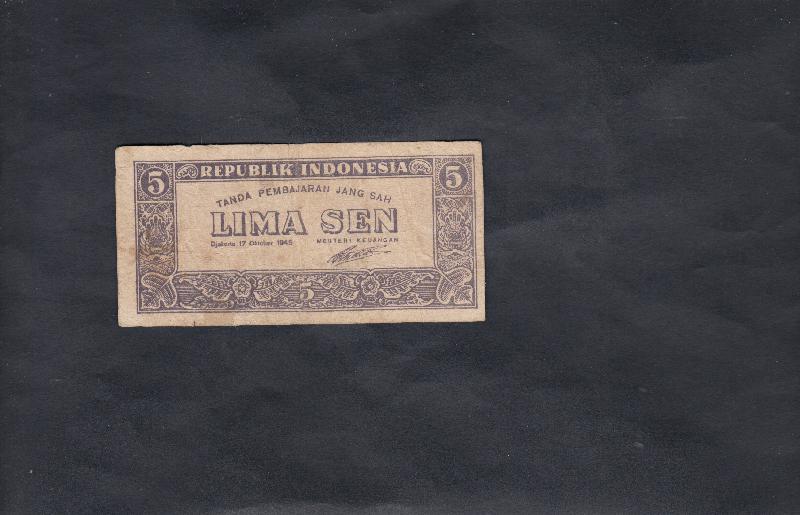 REPUBLIK INDONESIA
5 5
TANDA PEMBAJARAN JANG SAH
LIMA SEN
Djakarta 17 Oktober 1945 MENTERI KEUANGAN
5